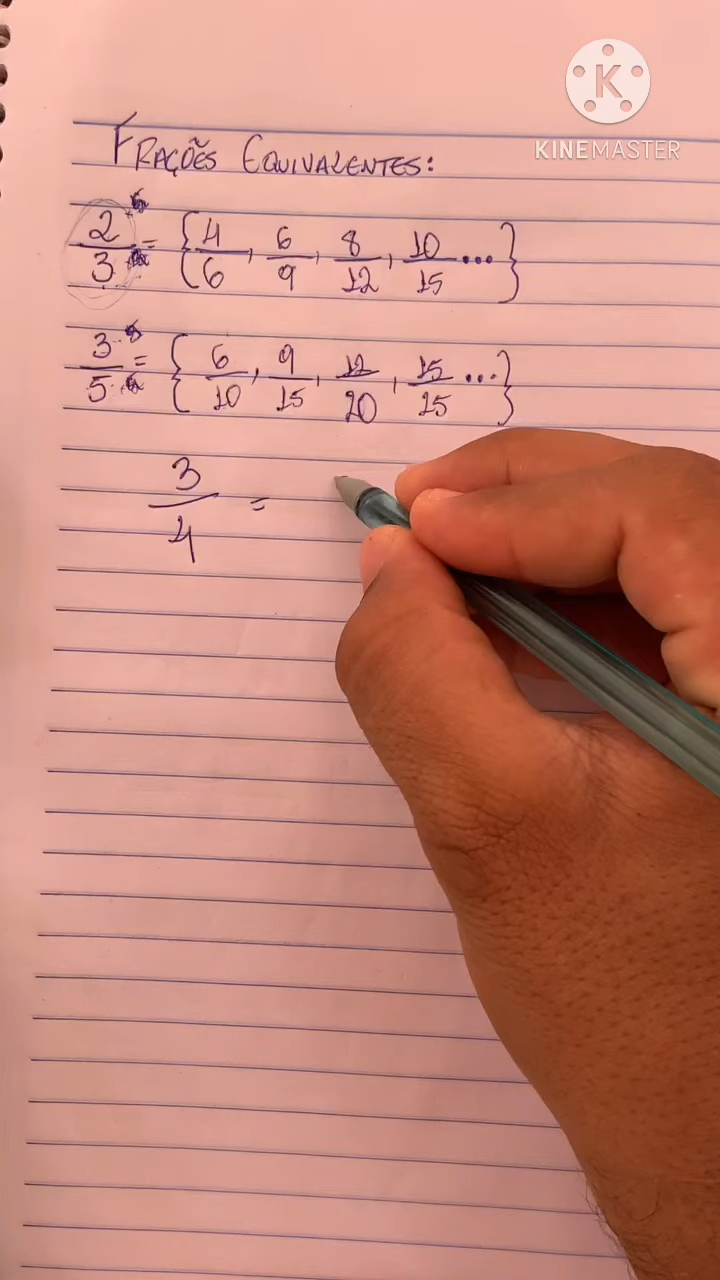 K
KINEMASTER
FRAÇÕES EQUIVALENTES:
2/3 = { 4/6, 6/9, 8/12, 10/15 ... }
3/5 = { 6/10, 9/15, 12/20, 15/25 ... }
3/4 =